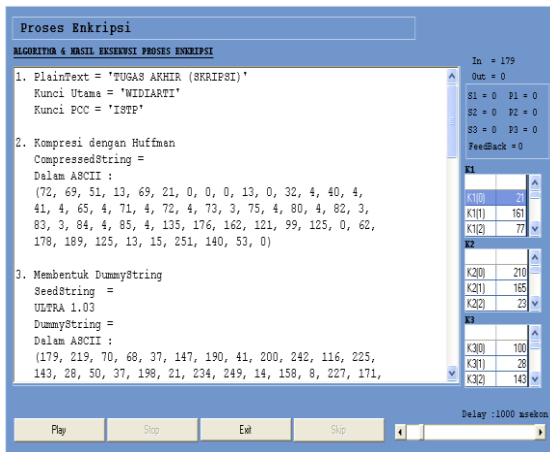 Proses Enkripsi
ALGORITMA & HASIL EKSEKUSI PROSES ENKRIPSI
1. PlainText = 'TUGAS AKHIR (SKRIPSI)'
Kunci Utama = 'WIDIARTI'
Kunci PCC = 'ISTP'
2. Kompresi dengan Huffman
CompressedString =
Dalam ASCII :
(72, 69, 51, 13, 69, 21, 0, 0, 0, 13, 0, 32, 4, 40, 4,
41, 4, 65, 4, 71, 4, 72, 4, 73, 3, 75, 4, 80, 4, 82, 3,
83, 3, 84, 4, 85, 4, 135, 176, 162, 121, 99, 125, 0, 62,
178, 189, 125, 13, 15, 251, 140, 53, 0)
3. Membentuk DummyString
SeedString =
ULTRA 1.03
DummyString =
Dalam ASCII :
(179, 219, 70, 68, 37, 147, 190, 41, 200, 242, 116, 225,
143, 28, 50, 37, 198, 21, 234, 249, 14, 158, 8, 227, 171,
In = 179
Out = 0
S1 = 0 P1 = 0
S2 = 0 P2 = 0
S3 = 0 P3 = 0
FeedBack =0
K1
K1(0) 21
K1(1) 161
K1(2) 77
K2
K2(0) 210
K2(1) 165
K2(2) 23
K3
K3(0) 100
K3(1) 28
K3(2) 143
Delay :1000 msekon
Play Stop Exit Skip